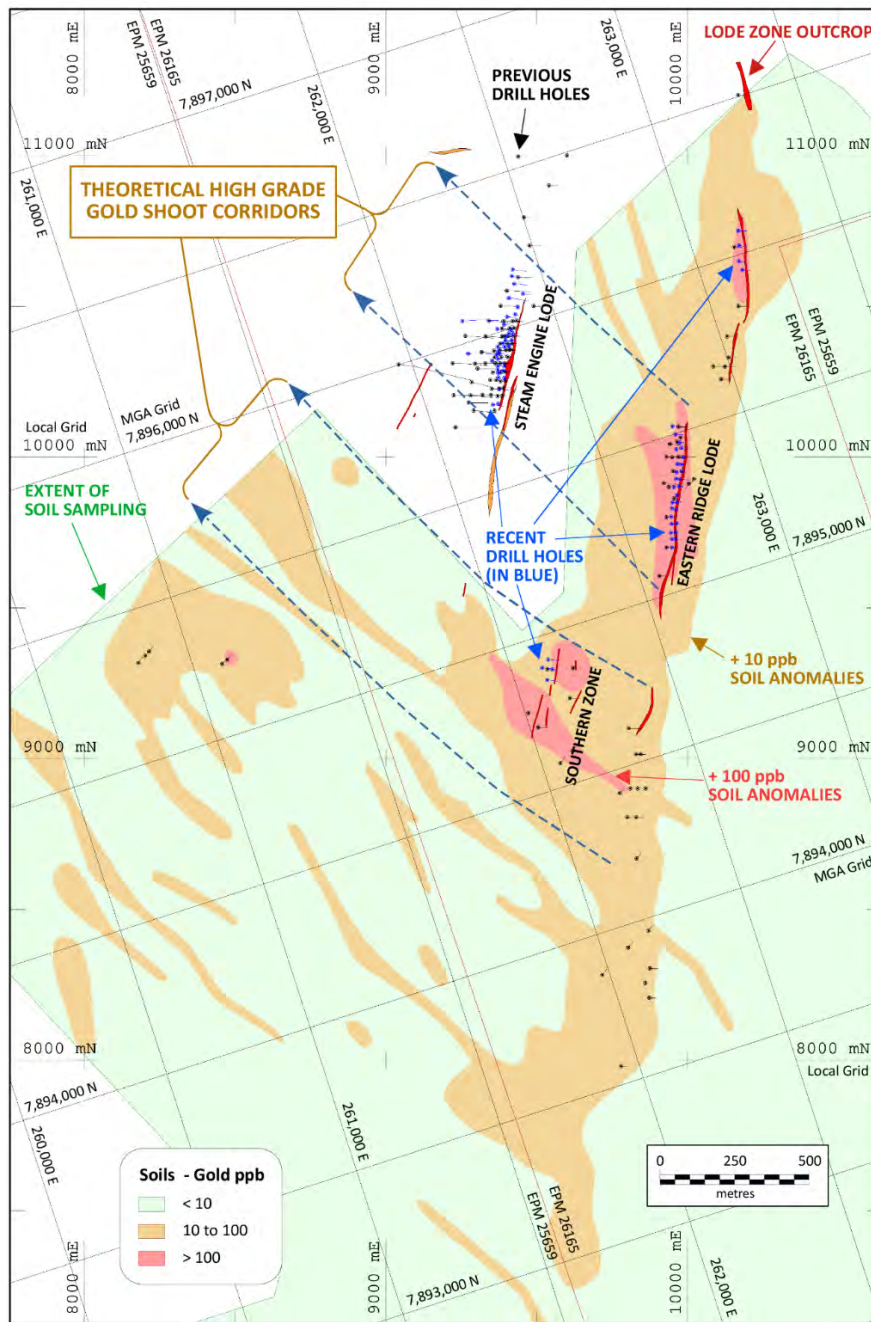 8000 mE
EPM 26165
EPM 25659
7,897,000 N
262,000 E
9000 mE
263,000 E
10000 mE
LODE ZONE OUTCROP
PREVIOUS
DRILL HOLES
11000 mN
11000 mN
261,000 E
THEORETICAL HIGH GRADE
GOLD SHOOT CORRIDORS
EPM 25659
EPM 26165
STEAM ENGINE LODE
Local Grid
MGA Grid
7,896,000 N
10000 mN
10000 mN
EXTENT OF
SOIL SAMPLING
RECENT
DRILL HOLES
(IN BLUE)
EASTERN RIDGE LODE
263,000 E
7,895,000 N
+ 10 ppb
SOIL ANOMALIES
SOUTHERN ZONE
9000 mN
9000 mN
+ 100 ppb
SOIL ANOMALIES
7,894,000 N
MGA Grid
8000 mN
8000 mN
Local Grid
7,894,000 N
260,000 E
261,000 E
Soils - Gold ppb
< 10
10 to 100
> 100
0 250 500
metres
EPM 26165
EPM 25659
8000 mE
9000 mE
7,893,000 N
10000 mE
262,000 E